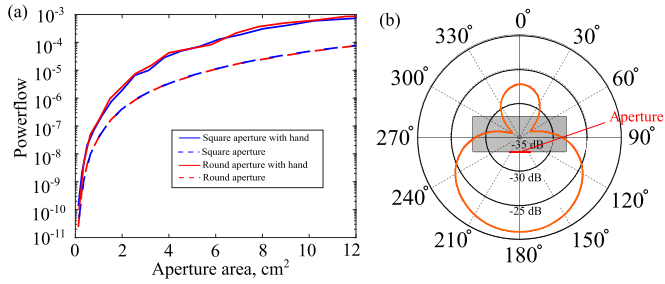 (a)
Powerflow
10⁻³
10⁻⁴
10⁻⁵
10⁻⁶
10⁻⁷
10⁻⁸
10⁻⁹
10⁻¹⁰
10⁻¹¹
Square aperture with hand
Square aperture
Round aperture with hand
Round aperture
0 2 4 6 8 10 12
Aperture area, cm²
(b)
0°
330° 30°
300° 60°
Aperture
270° 90°
-35 dB
-30 dB
240° 120°
-25 dB
210° 150°
180°